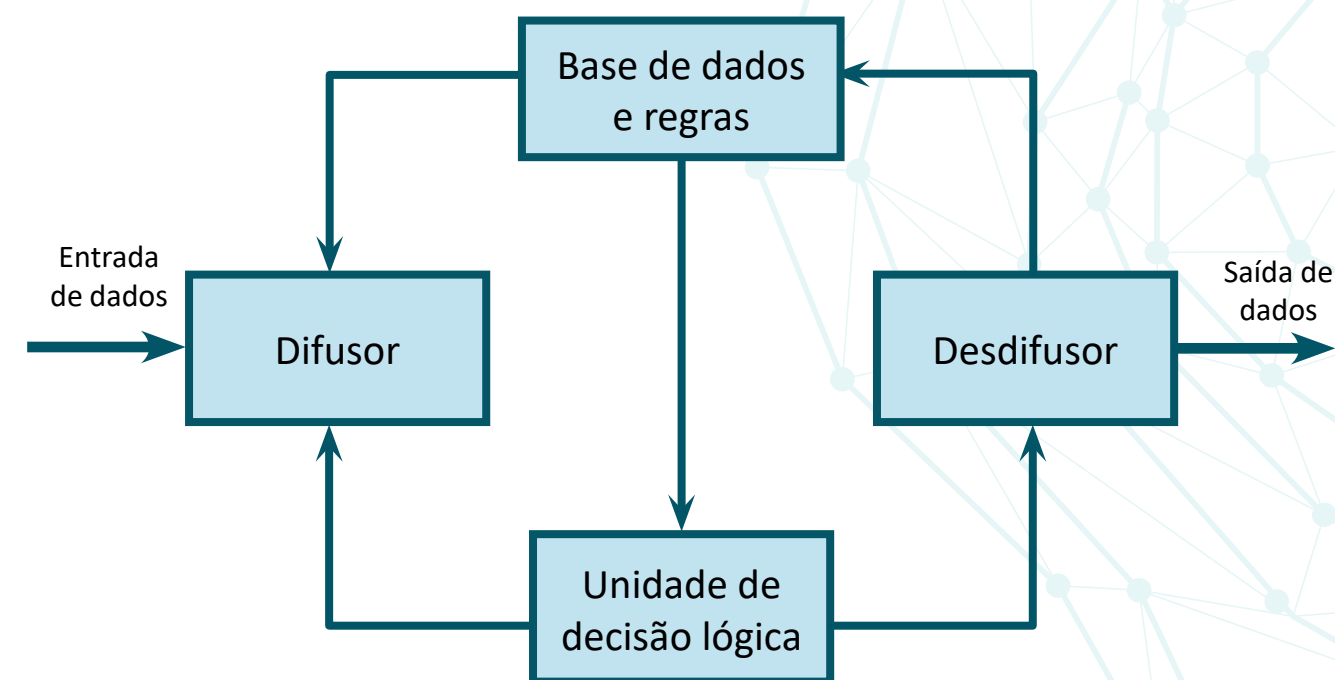 Base de dados
e regras
Entrada
de dados
Difusor
Desdifusor
Saída de
dados
Unidade de
decisão lógica